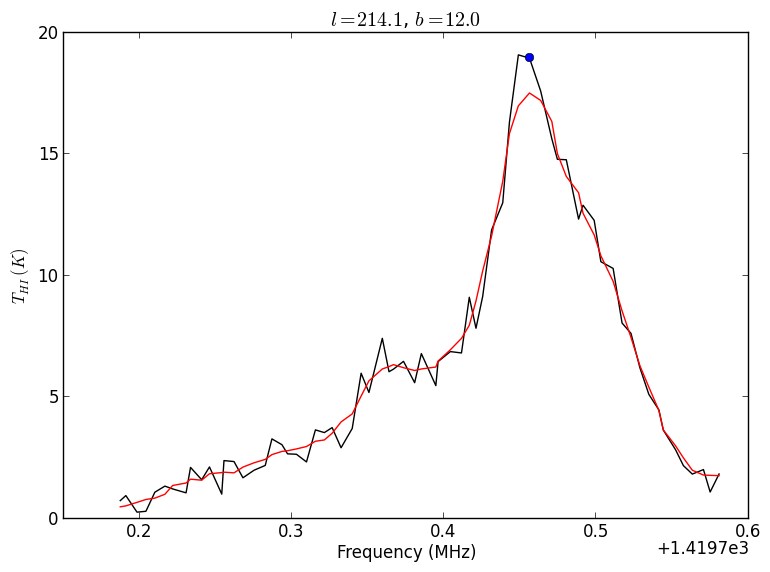 l = 214.1, b = 12.0
20
15
10
5
0
T_HI (K)
0.2 0.3 0.4 0.5 0.6
Frequency (MHz)
+1.4197e3